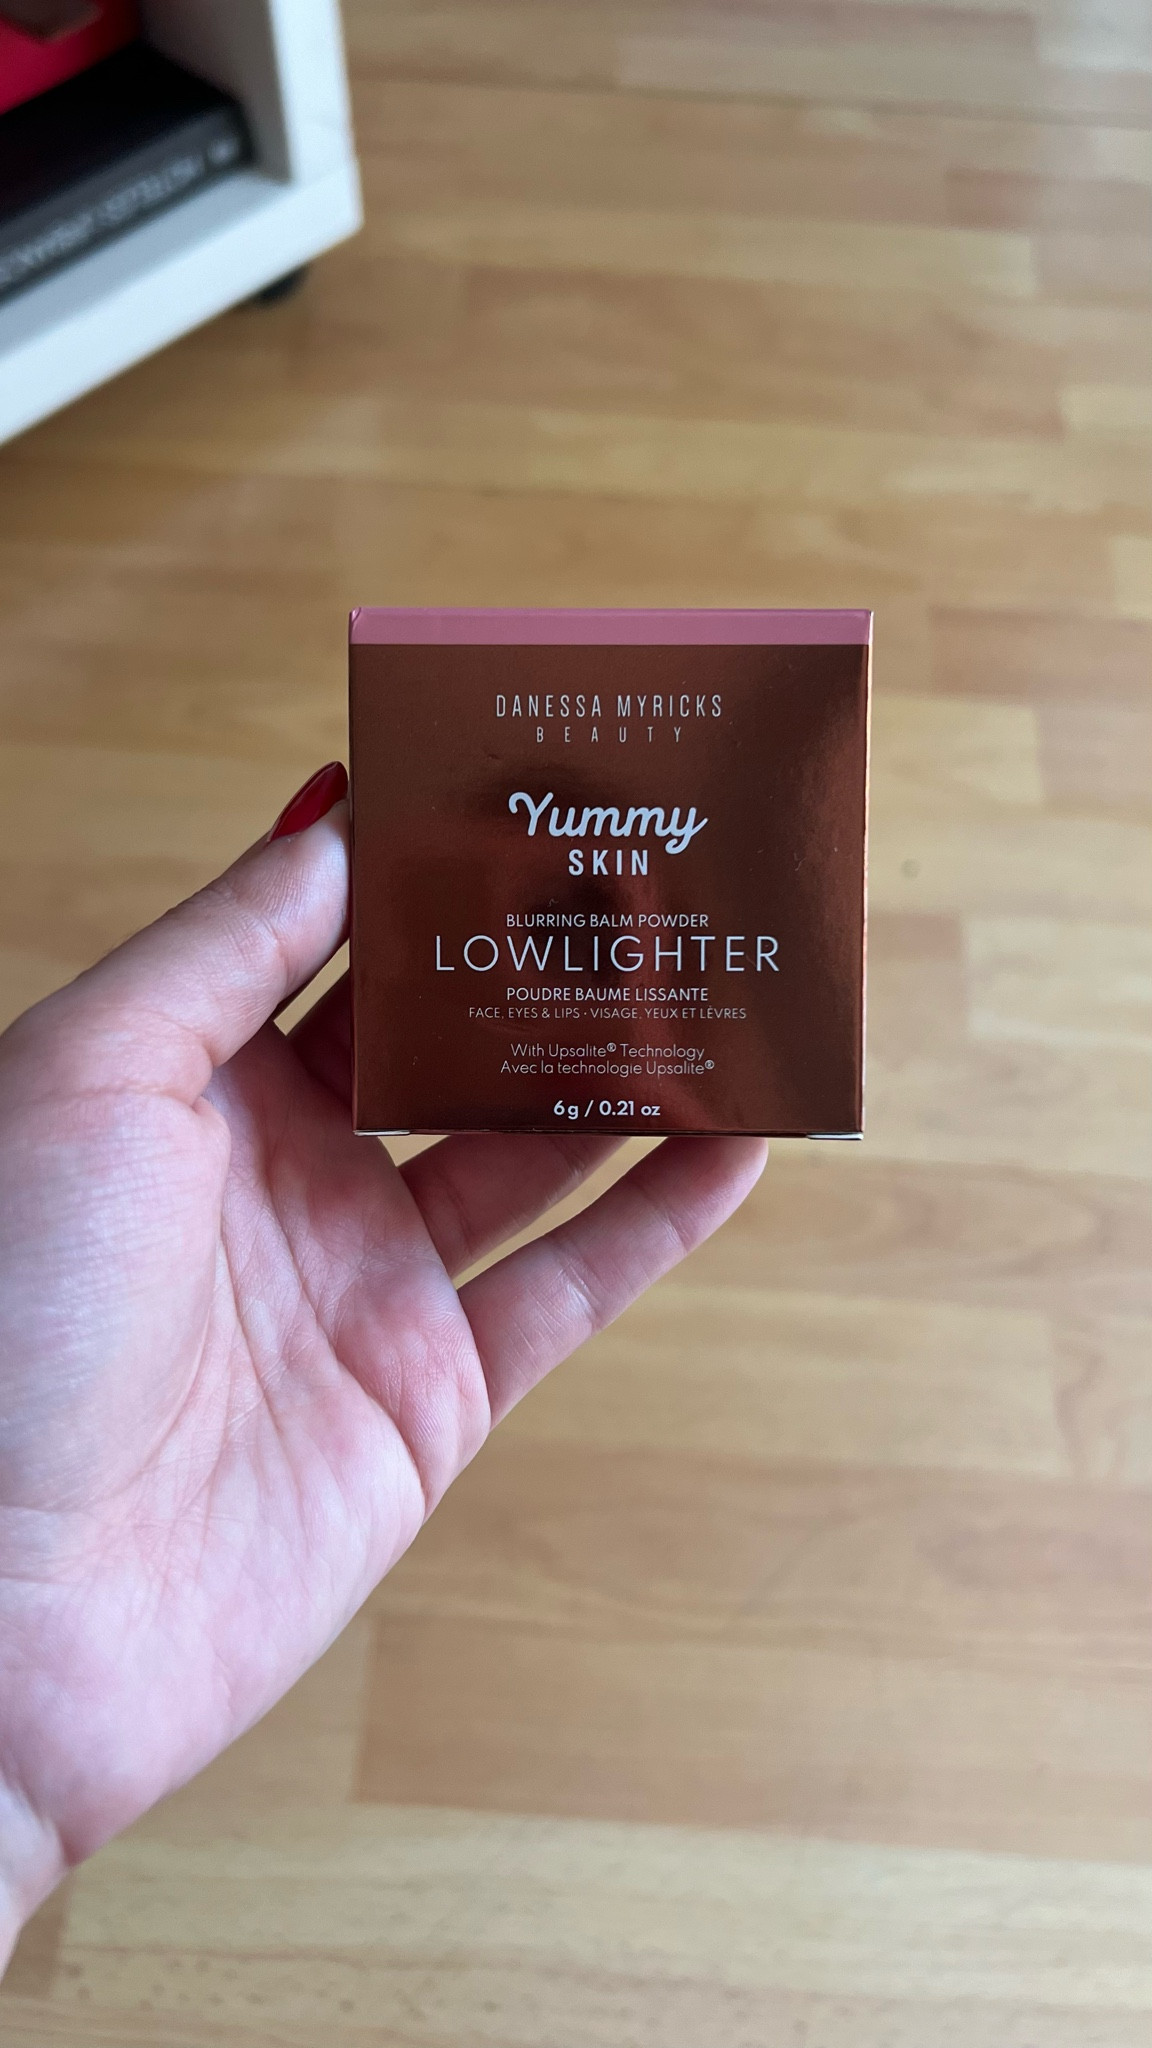 DANESSA MYRICKS
BEAUTY
Yummy
SKIN
BLURRING BALM POWDER
LOWLIGHTER
POUDRE BAUME LISSANTE
FACE, EYES & LIPS • VISAGE, YEUX ET LÈVRES
With Upsalite® Technology
Avec la technologie Upsalite®
6g / 0.21 oz